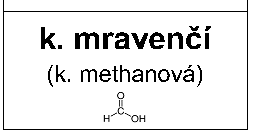 k. mravenčí
(k. methanová)
O
H C OH